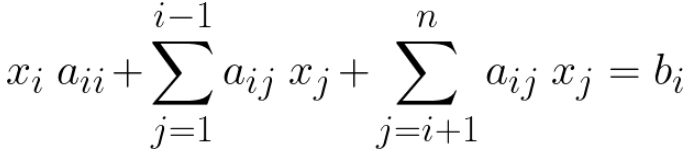 $x_i \; a_{ii} + \sum_{j=1}^{i-1} a_{ij} \; x_j + \sum_{j=i+1}^{n} a_{ij} \; x_j = b_i$